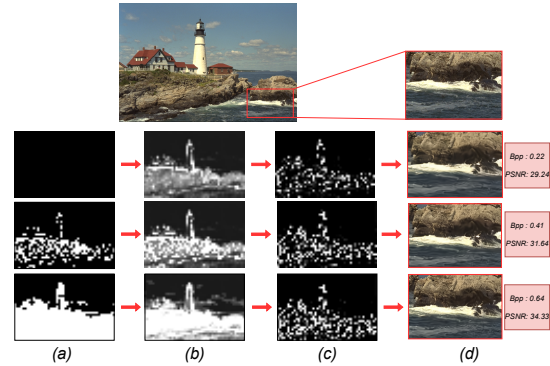 Bpp : 0.22
PSNR: 29.24
Bpp : 0.41
PSNR: 31.64
Bpp : 0.64
PSNR: 34.33
(a) (b) (c) (d)